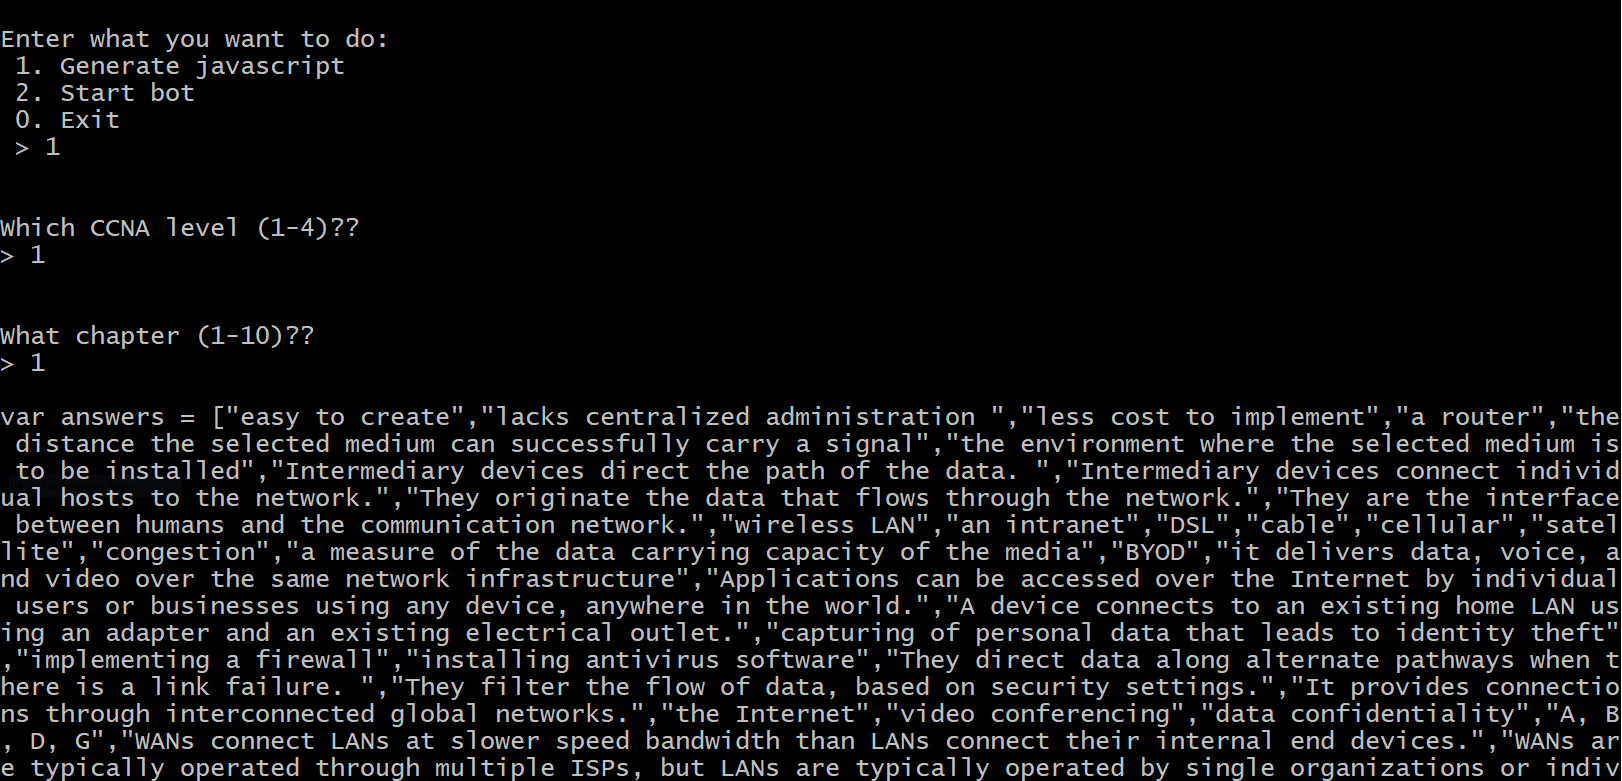 Enter what you want to do:
1. Generate javascript
2. Start bot
0. Exit
> 1
Which CCNA level (1-4)??
> 1
What chapter (1-10)??
> 1
var answers = ["easy to create","lacks centralized administration ","less cost to implement","a router","the
distance the selected medium can successfully carry a signal","the environment where the selected medium is
to be installed","Intermediary devices direct the path of the data. ","Intermediary devices connect individ
ual hosts to the network.","They originate the data that flows through the network.","They are the interface
between humans and the communication network.","wireless LAN","an intranet","DSL","cable","cellular","satel
lite","congestion","a measure of the data carrying capacity of the media","BYOD","it delivers data, voice, a
nd video over the same network infrastructure","Applications can be accessed over the Internet by individual
users or businesses using any device, anywhere in the world.","A device connects to an existing home LAN us
ing an adapter and an existing electrical outlet.","capturing of personal data that leads to identity theft"
,"implementing a firewall","installing antivirus software","They direct data along alternate pathways when t
here is a link failure. ","They filter the flow of data, based on security settings.","It provides connectio
ns through interconnected global networks.","the Internet","video conferencing","data confidentiality","A, B
, D, G","WANs connect LANs at slower speed bandwidth than LANs connect their internal end devices.","WANs ar
e typically operated through multiple ISPs, but LANs are typically operated by single organizations or indiv